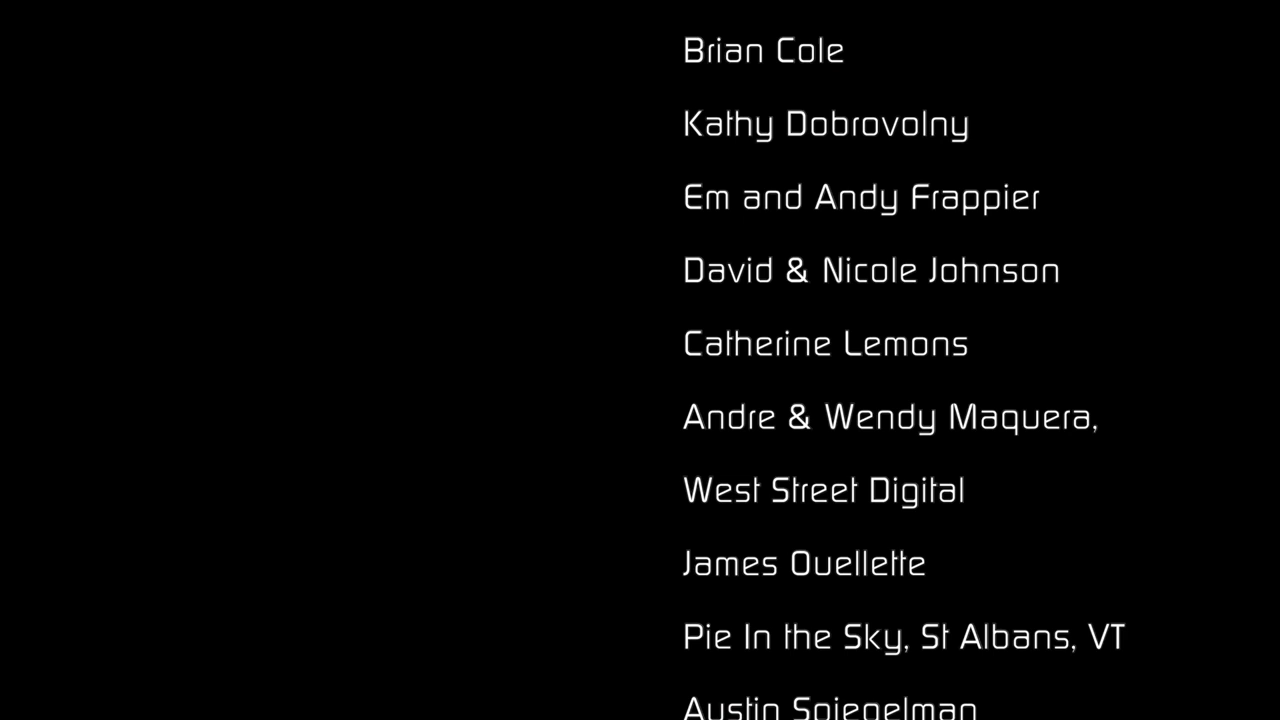 Brian Cole
Kathy Dobrovolny
Em and Andy Frappier
David & Nicole Johnson
Catherine Lemons
Andre & Wendy Maquera,
West Street Digital
James Ouellette
Pie In the Sky, St Albans, VT
Austin Spiegelman